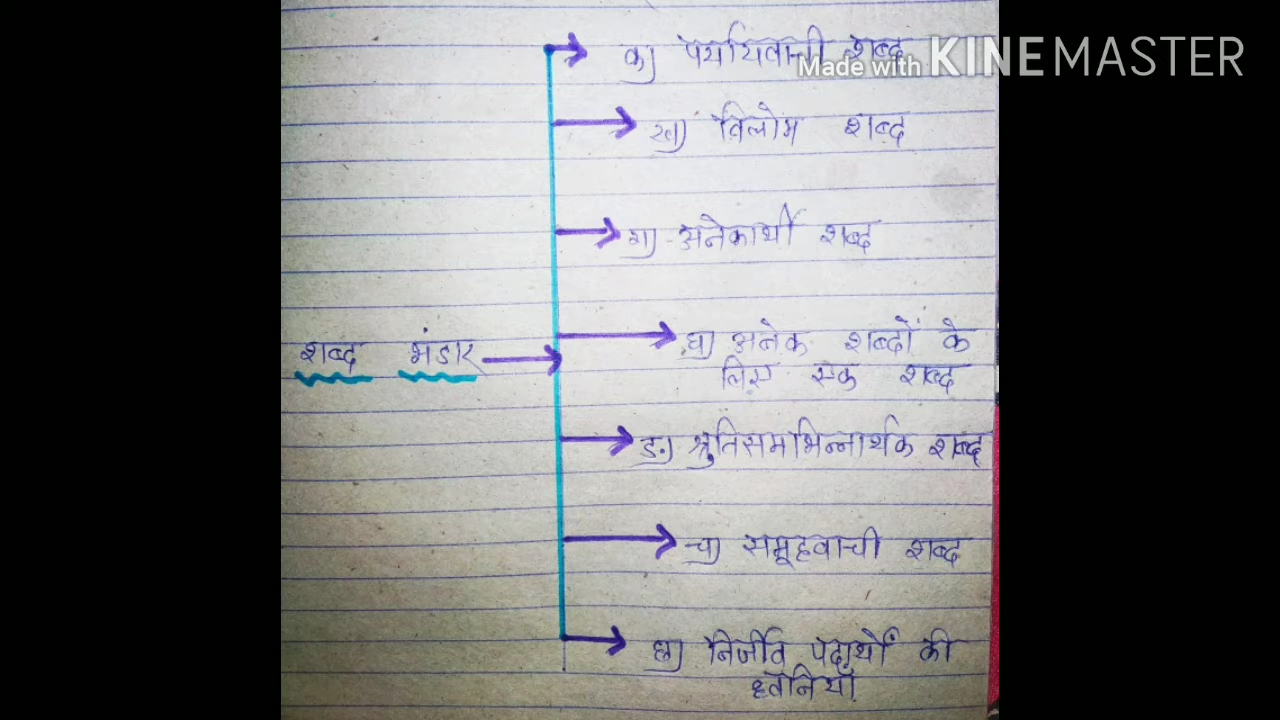 क) पर्यायवाची शब्द
Made with KINEMASTER
ख) विलोम शब्द
ग) अनेकार्थी शब्द
घ) अनेक शब्दों के
लिए एक शब्द
शब्द भंडार
ङ) श्रुतिसमभिन्नार्थक शब्द
च) समूहवाची शब्द
छ) निर्जीव पदार्थों की
ध्वनियाँ